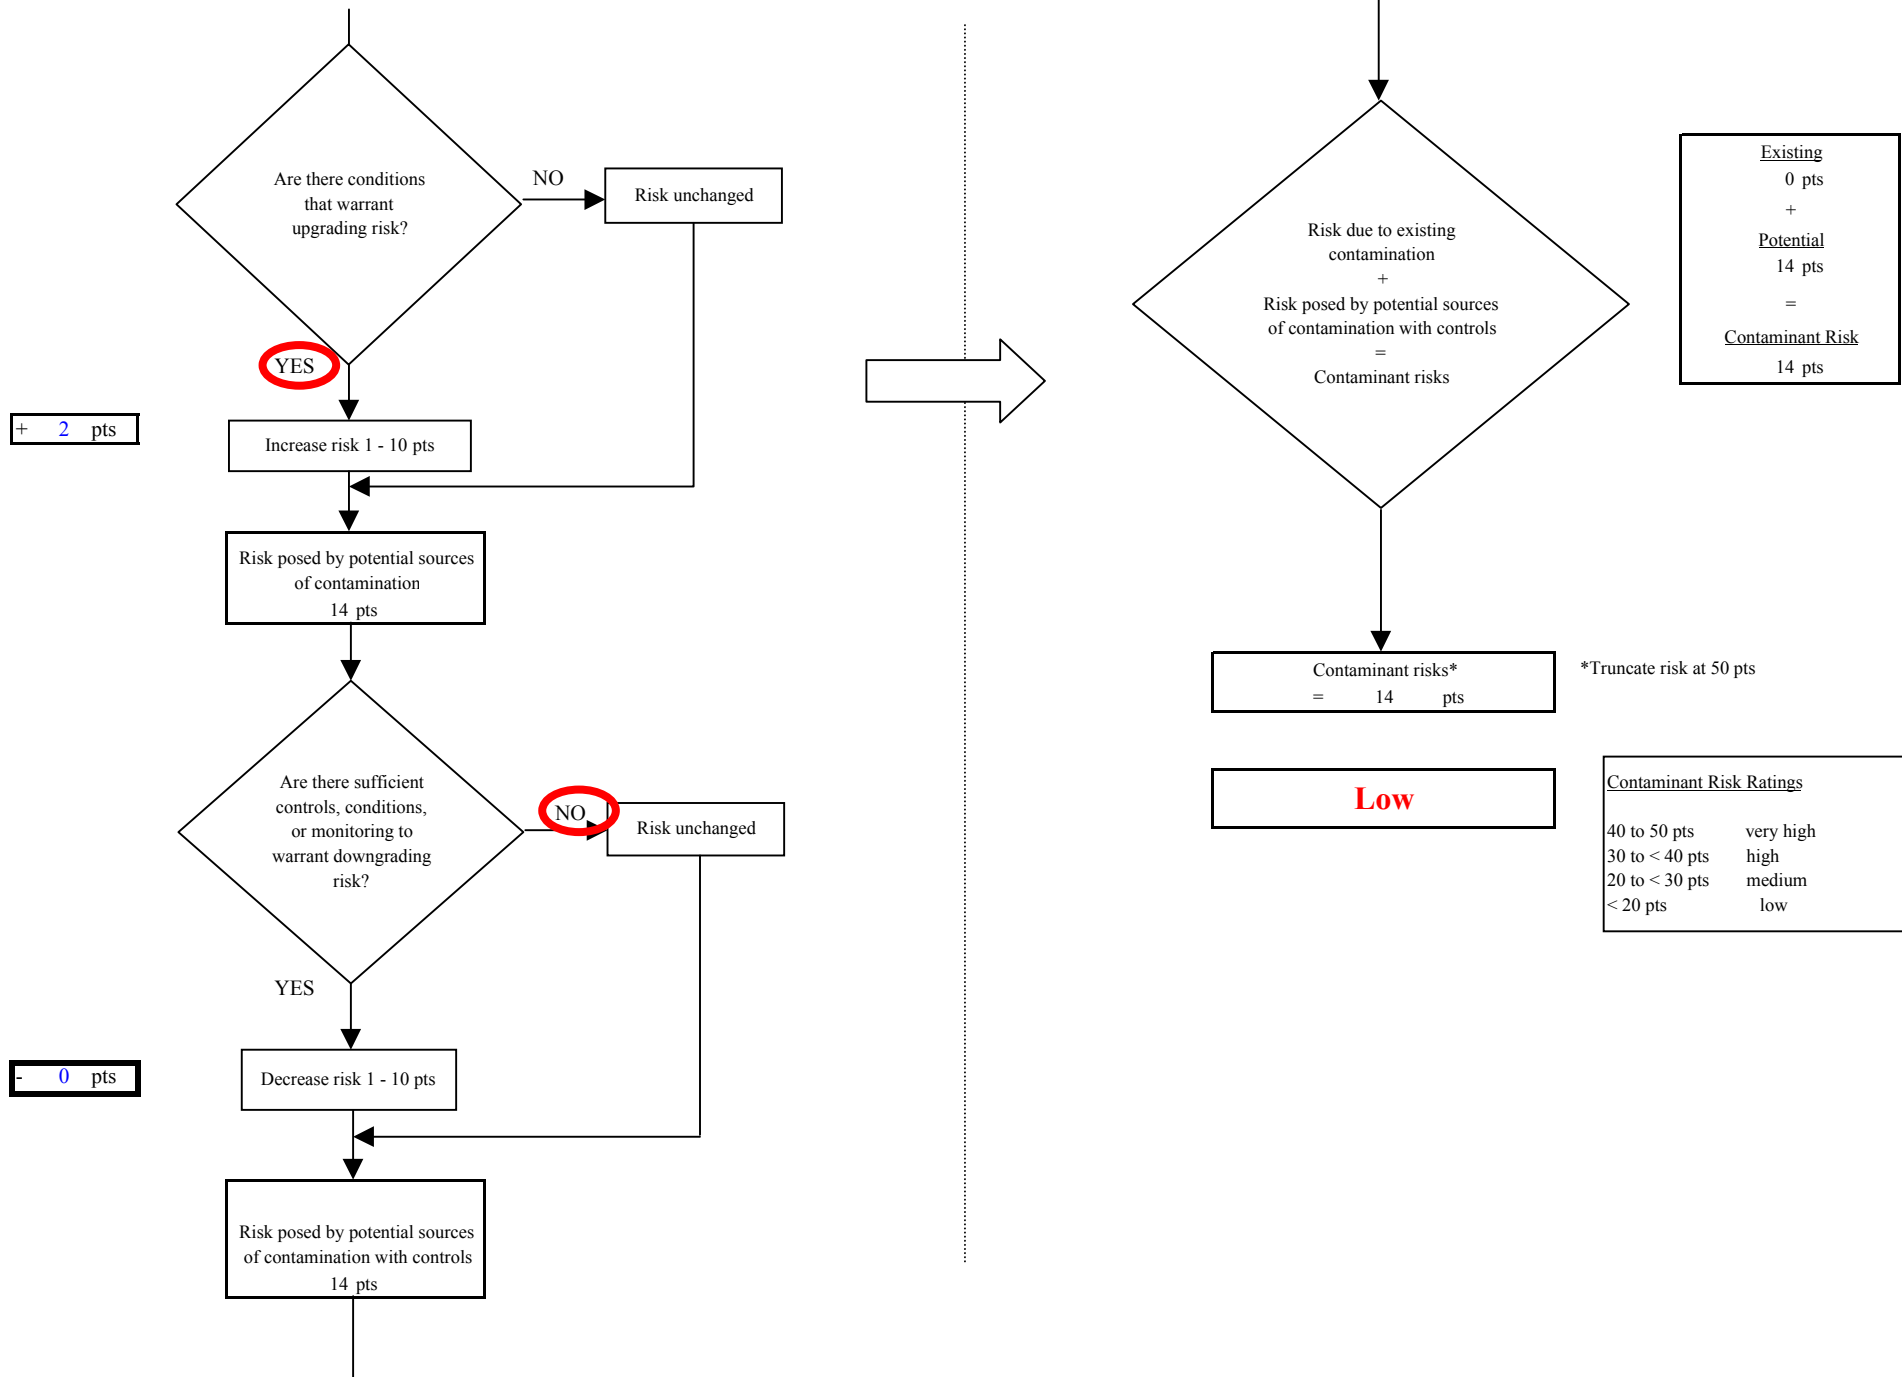 Are there conditions
that warrant
upgrading risk?
NO
Risk unchanged
YES
+ 2 pts
Increase risk 1 - 10 pts
Risk posed by potential sources
of contamination
14 pts
Are there sufficient
controls, conditions,
or monitoring to
warrant downgrading
risk?
NO
Risk unchanged
YES
- 0 pts
Decrease risk 1 - 10 pts
Risk posed by potential sources
of contamination with controls
14 pts
Risk due to existing
contamination
+
Risk posed by potential sources
of contamination with controls
=
Contaminant risks
Existing
0 pts
+
Potential
14 pts
=
Contaminant Risk
14 pts
Contaminant risks*
= 14 pts
*Truncate risk at 50 pts
Low
Contaminant Risk Ratings
40 to 50 pts very high
30 to < 40 pts high
20 to < 30 pts medium
< 20 pts low